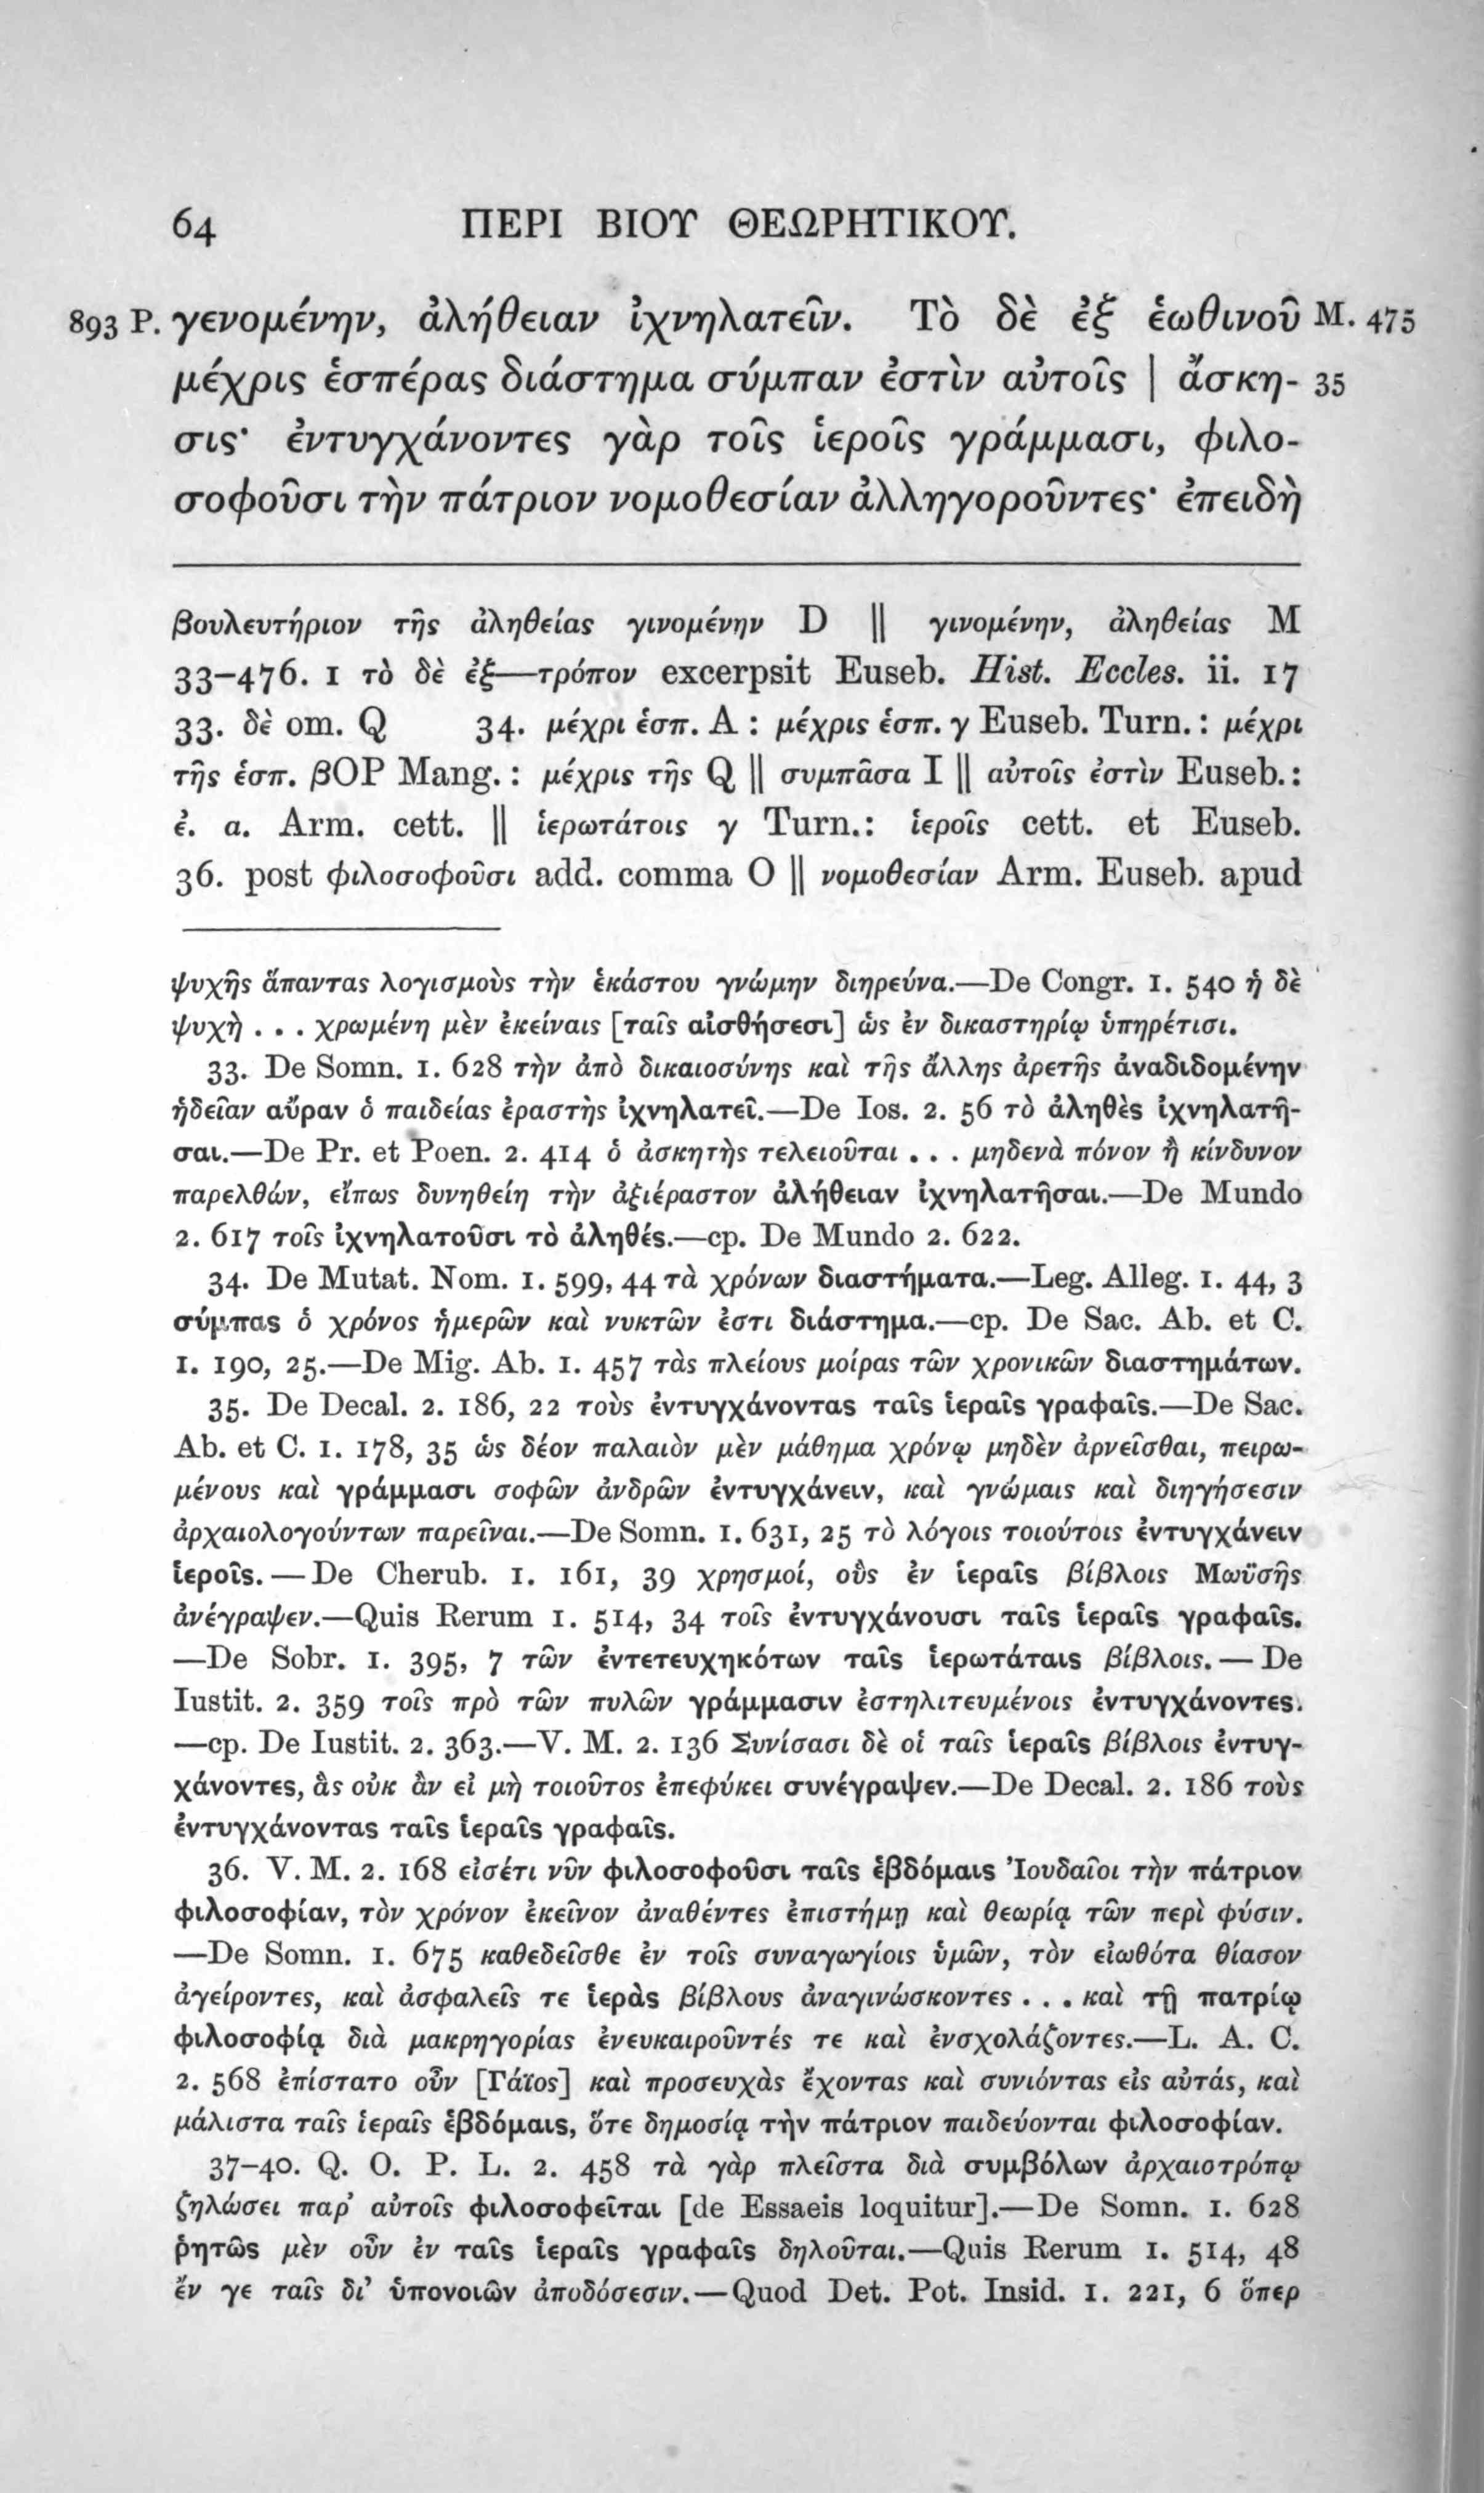 64 ΠΕΡΙ ΒΙΟΥ ΘΕΩΡΗΤΙΚΟΥ.
893 P. γενομένην, ἀλήθειαν ἰχνηλατεῖν. Τὸ δὲ ἐξ ἑωθινοῦ M. 475
μέχρις ἑσπέρας διάστημα σύμπαν ἐστὶν αὐτοῖς | ἄσκη- 35
σις· ἐντυγχάνοντες γὰρ τοῖς ἱεροῖς γράμμασι, φιλο-
σοφοῦσι τὴν πάτριον νομοθεσίαν ἀλληγοροῦντες· ἐπειδὴ
βουλευτήριον τῆς ἀληθείας γινομένην D || γινομένην, ἀληθείας M
33–476. 1 τὸ δὲ ἐξ—τρόπον excerpsit Euseb. Hist. Eccles. ii. 17
33. δὲ om. Q 34. μέχρι ἑσπ. A : μέχρις ἑσπ. γ Euseb. Turn. : μέχρι
τῆς ἑσπ. βOP Mang. : μέχρις τῆς Q || συμπᾶσα I || αὐτοῖς ἐστὶν Euseb. :
ἐ. α. Arm. cett. || ἱερωτάτοις γ Turn.: ἱεροῖς cett. et Euseb.
36. post φιλοσοφοῦσι add. comma O || νομοθεσίαν Arm. Euseb. apud
ψυχῆς ἅπαντας λογισμοὺς τὴν ἑκάστου γνώμην διηρεύνα.—De Congr. 1. 540 ἡ δὲ
ψυχὴ . . . χρωμένη μὲν ἐκείναις [ταῖς αἰσθήσεσι] ὡς ἐν δικαστηρίῳ ὑπηρέτισι.
33. De Somn. 1. 628 τὴν ἀπὸ δικαιοσύνης καὶ τῆς ἄλλης ἀρετῆς ἀναδιδομένην
ἡδεῖαν αὔραν ὁ παιδείας ἐραστὴς ἰχνηλατεῖ.—De Ios. 2. 56 τὸ ἀληθὲς ἰχνηλατῆ-
σαι.—De Pr. et Poen. 2. 414 ὁ ἀσκητὴς τελειοῦται . . . μηδενὰ πόνον ἢ κίνδυνον
παρελθών, εἴπως δυνηθείη τὴν ἀξιέραστον ἀλήθειαν ἰχνηλατῆσαι.—De Mundo
2. 617 τοῖς ἰχνηλατοῦσι τὸ ἀληθές.—cp. De Mundo 2. 622.
34. De Mutat. Nom. 1. 599, 44 τὰ χρόνων διαστήματα.—Leg. Alleg. 1. 44, 3
σύμπας ὁ χρόνος ἡμερῶν καὶ νυκτῶν ἐστι διάστημα.—cp. De Sac. Ab. et C.
1. 190, 25.—De Mig. Ab. 1. 457 τὰς πλείους μοίρας τῶν χρονικῶν διαστημάτων.
35. De Decal. 2. 186, 22 τοὺς ἐντυγχάνοντας ταῖς ἱεραῖς γραφαῖς.—De Sac.
Ab. et C. 1. 178, 35 ὡς δέον παλαιὸν μὲν μάθημα χρόνῳ μηδὲν ἀρνεῖσθαι, πειρω-
μένους καὶ γράμμασι σοφῶν ἀνδρῶν ἐντυγχάνειν, καὶ γνώμαις καὶ διηγήσεσιν
ἀρχαιολογούντων παρεῖναι.—De Somn. 1. 631, 25 τὸ λόγοις τοιούτοις ἐντυγχάνειν
ἱεροῖς.—De Cherub. 1. 161, 39 χρησμοί, οὓς ἐν ἱεραῖς βίβλοις Μωϋσῆς
ἀνέγραψεν.—Quis Rerum 1. 514, 34 τοῖς ἐντυγχάνουσι ταῖς ἱεραῖς γραφαῖς.
—De Sobr. 1. 395, 7 τῶν ἐντετευχηκότων ταῖς ἱερωτάταις βίβλοις.—De
Iustit. 2. 359 τοῖς πρὸ τῶν πυλῶν γράμμασιν ἐστηλιτευμένοις ἐντυγχάνοντες.
—cp. De Iustit. 2. 363.—V. M. 2. 136 Συνίσασι δὲ οἱ ταῖς ἱεραῖς βίβλοις ἐντυγ-
χάνοντες, ἃς οὐκ ἂν εἰ μὴ τοιοῦτος ἐπεφύκει συνέγραψεν.—De Decal. 2. 186 τοὺς
ἐντυγχάνοντας ταῖς ἱεραῖς γραφαῖς.
36. V. M. 2. 168 εἰσέτι νῦν φιλοσοφοῦσι ταῖς ἑβδόμαις Ἰουδαῖοι τὴν πάτριον
φιλοσοφίαν, τὸν χρόνον ἐκεῖνον ἀναθέντες ἐπιστήμῃ καὶ θεωρίᾳ τῶν περὶ φύσιν.
—De Somn. 1. 675 καθεδεῖσθε ἐν τοῖς συναγωγίοις ὑμῶν, τὸν εἰωθότα θίασον
ἀγείροντες, καὶ ἀσφαλεῖς τε ἱερὰς βίβλους ἀναγινώσκοντες . . . καὶ τῇ πατρίῳ
φιλοσοφίᾳ διὰ μακρηγορίας ἐνευκαιροῦντές τε καὶ ἐνσχολάζοντες.—L. A. C.
2. 568 ἐπίστατο οὖν [Γάϊος] καὶ προσευχὰς ἔχοντας καὶ συνιόντας εἰς αὐτάς, καὶ
μάλιστα ταῖς ἱεραῖς ἑβδόμαις, ὅτε δημοσίᾳ τὴν πάτριον παιδεύονται φιλοσοφίαν.
37–40. Q. O. P. L. 2. 458 τὰ γὰρ πλεῖστα διὰ συμβόλων ἀρχαιοτρόπῳ
ζηλώσει παρ’ αὐτοῖς φιλοσοφεῖται [de Essaeis loquitur].—De Somn. 1. 628
ῥητῶς μὲν οὖν ἐν ταῖς ἱεραῖς γραφαῖς δηλοῦται.—Quis Rerum 1. 514, 48
ἔν γε ταῖς δι’ ὑπονοιῶν ἀποδόσεσιν.—Quod Det. Pot. Insid. 1. 221, 6 ὅπερ